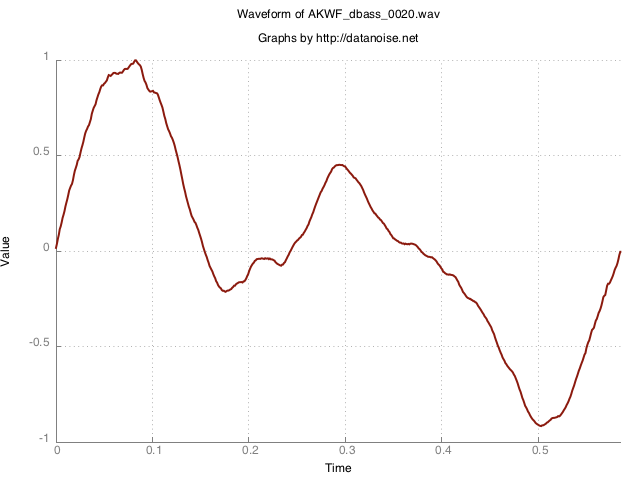 Waveform of AKWF_dbass_0020.wav
Graphs by http://datanoise.net
1
0.5
0
-0.5
-1
Value
0 0.1 0.2 0.3 0.4 0.5
Time